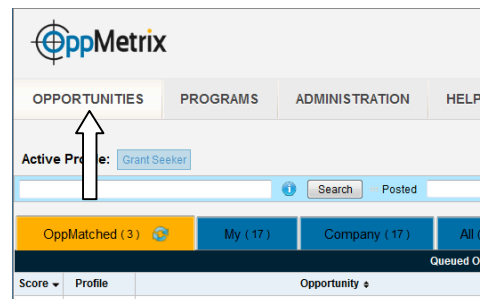 OppMetrix
OPPORTUNITIES PROGRAMS ADMINISTRATION HELP
Active Profile: Grant Seeker
Search Posted
OppMatched (3) My (17) Company (17) All (
Queued O
Score Profile Opportunity